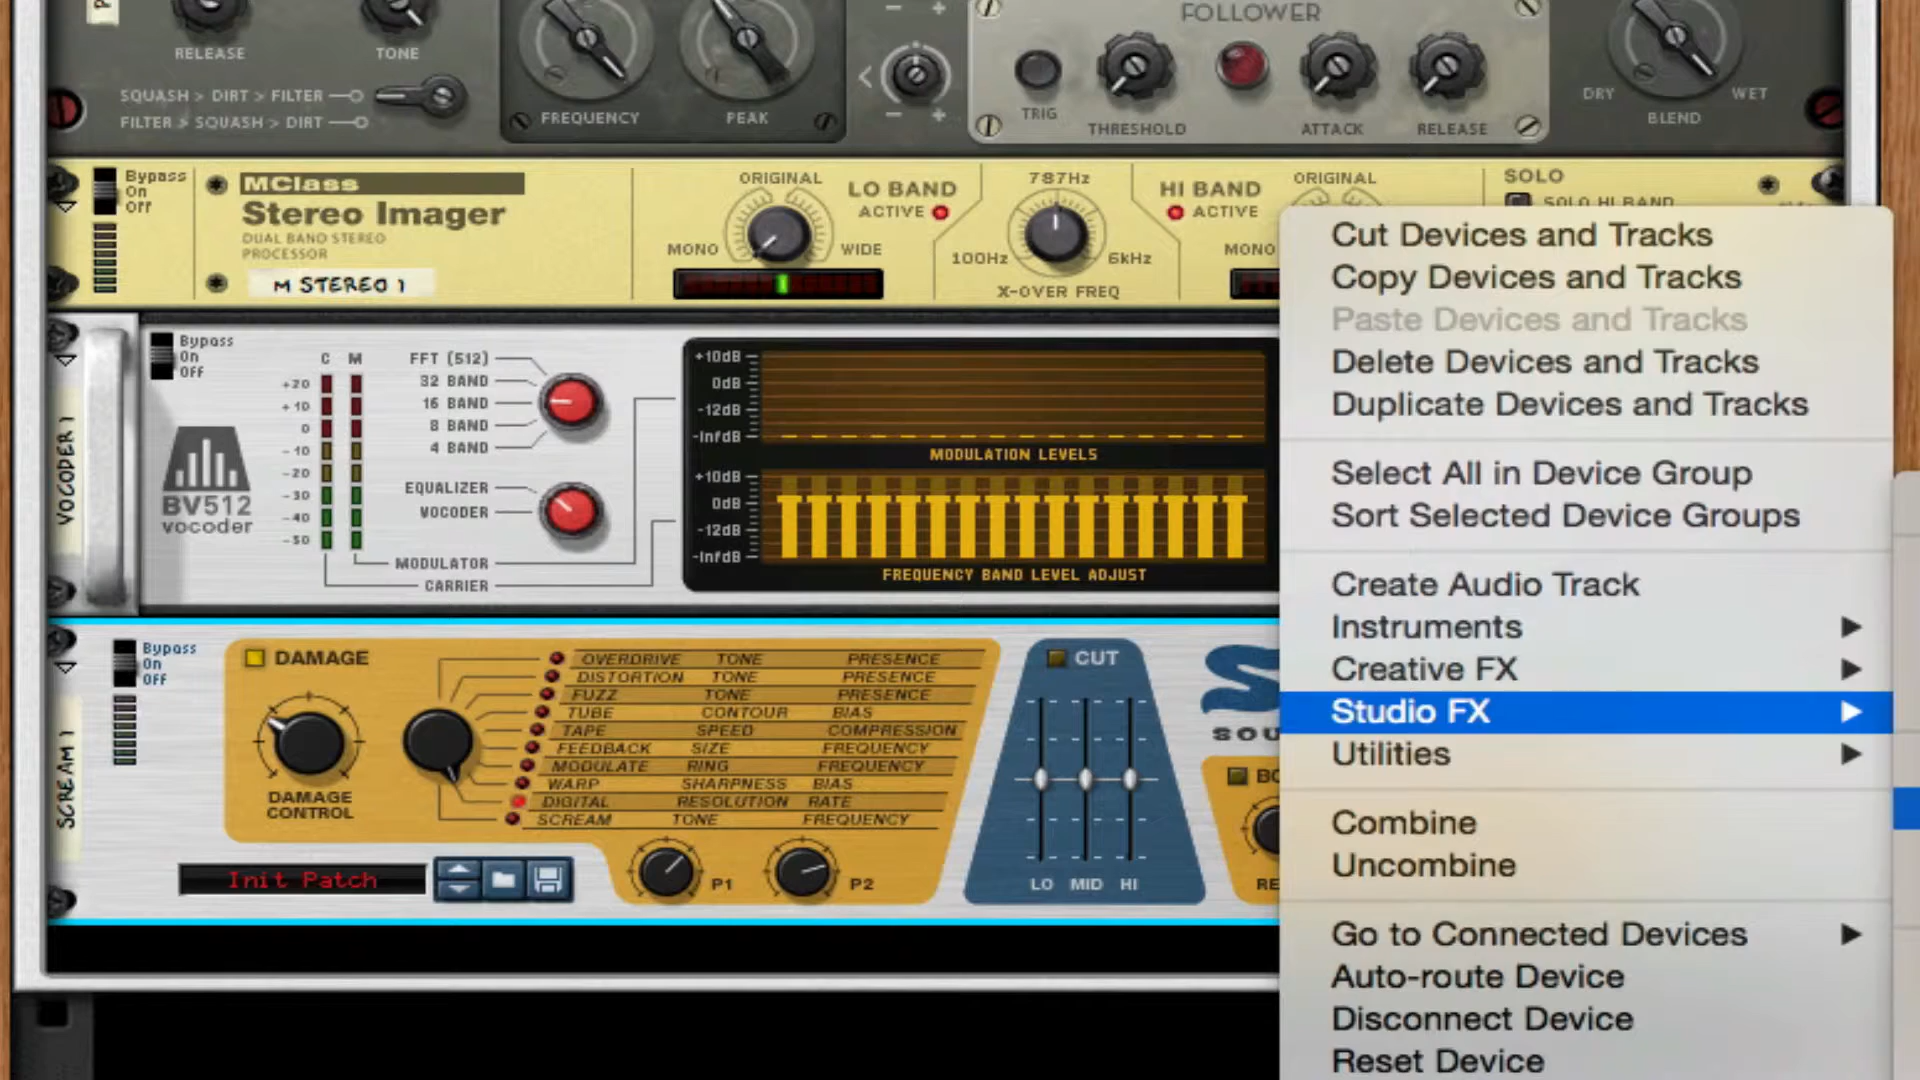 FOLLOWER
RELEASE
TONE
SQUASH > DIRT > FILTER
FILTER > SQUASH > DIRT
FREQUENCY
PEAK
TRIG
THRESHOLD
ATTACK
RELEASE
DRY
WET
BLEND
Bypass
On
Off
MClass
Stereo Imager
DUAL BAND STEREO
PROCESSOR
M STEREO 1
ORIGINAL
MONO
WIDE
LO BAND
ACTIVE
787Hz
100Hz
6kHz
X-OVER FREQ
HI BAND
ACTIVE
ORIGINAL
MONO
SOLO
SOLO HI BAND
Bypass
On
Off
VOCODER 1
BV512
vocoder
C M
+20
+10
0
-10
-20
-30
-40
-50
FFT (512)
32 BAND
16 BAND
8 BAND
4 BAND
EQUALIZER
VOCODER
MODULATOR
CARRIER
+10dB
0dB
-12dB
-InfdB
MODULATION LEVELS
+10dB
0dB
-12dB
-InfdB
FREQUENCY BAND LEVEL ADJUST
Bypass
On
Off
SCREAM 1
DAMAGE
DAMAGE
CONTROL
OVERDRIVE TONE PRESENCE
DISTORTION TONE PRESENCE
FUZZ TONE PRESENCE
TUBE CONTOUR BIAS
TAPE SPEED COMPRESSION
FEEDBACK SIZE FREQUENCY
MODULATE RING FREQUENCY
WARP SHARPNESS BIAS
DIGITAL RESOLUTION RATE
SCREAM TONE FREQUENCY
Init Patch
P1
P2
CUT
LO MID HI
S
SOU
BO
RE
Cut Devices and Tracks
Copy Devices and Tracks
Paste Devices and Tracks
Delete Devices and Tracks
Duplicate Devices and Tracks
Select All in Device Group
Sort Selected Device Groups
Create Audio Track
Instruments
Creative FX
Studio FX
Utilities
Combine
Uncombine
Go to Connected Devices
Auto-route Device
Disconnect Device
Reset Device